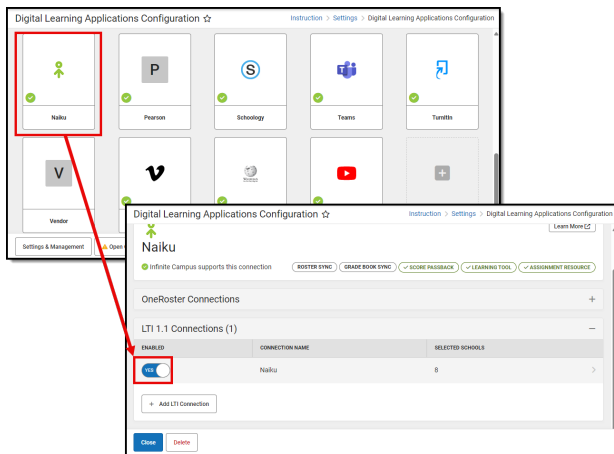 Digital Learning Applications Configuration ☆
Instruction > Settings > Digital Learning Applications Configuration
P
S
Naiku
Pearson
Schoology
Teams
Turnitin
V
Vendor
Settings & Management
Digital Learning Applications Configuration ☆
Instruction > Settings > Digital Learning Applications Configuration
Learn More
Naiku
Infinite Campus supports this connection
ROSTER SYNC
GRADE BOOK SYNC
SCORE PASSBACK
LEARNING TOOL
ASSIGNMENT RESOURCE
OneRoster Connections +
LTI 1.1 Connections (1) −
ENABLED CONNECTION NAME SELECTED SCHOOLS
YES Naiku 8 >
+ Add LTI Connection
Close Delete